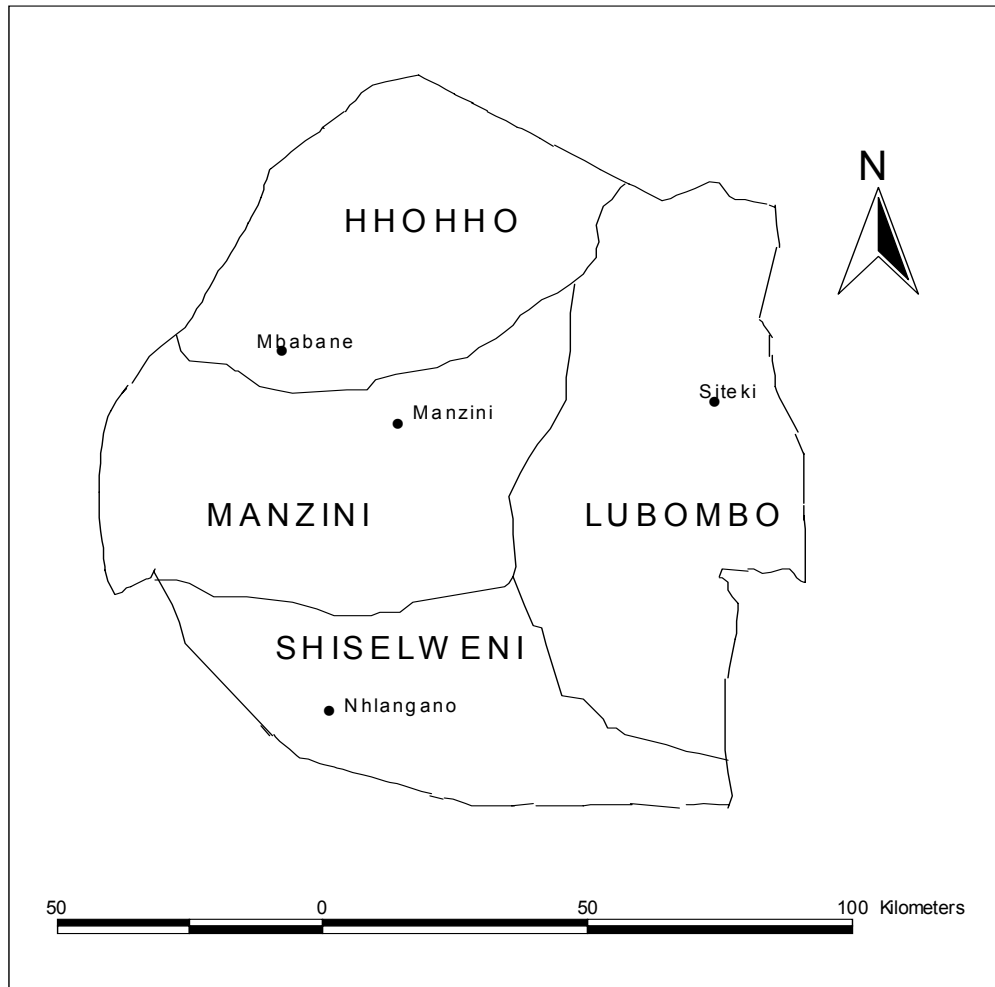 N
HHOHHO
Mbabane
Siteki
Manzini
MANZINI
LUBOMBO
SHISELWENI
Nhlangano
50 0 50 100 Kilometers